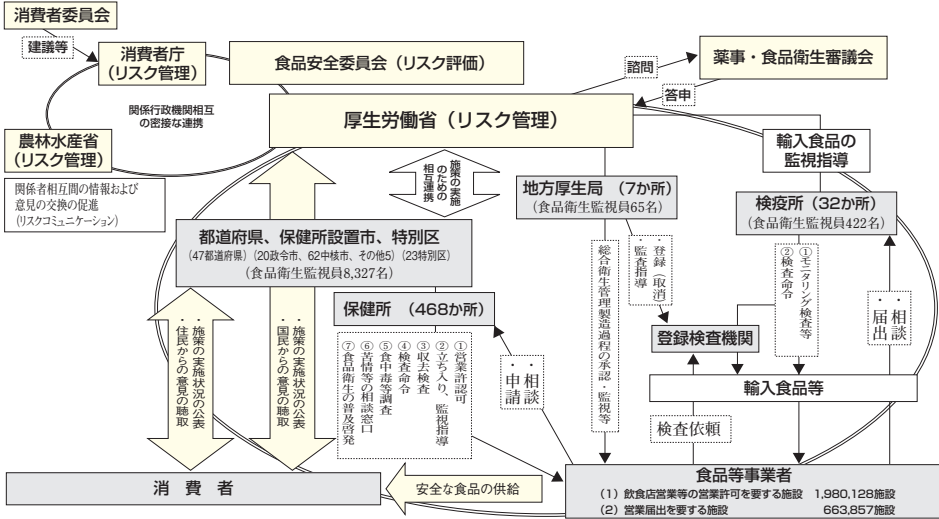 消費者委員会
建議等
消費者庁
(リスク管理)
食品安全委員会（リスク評価）
諮問
薬事・食品衛生審議会
答申
関係行政機関相互
の密接な連携
厚生労働省（リスク管理）
農林水産省
(リスク管理)
輸入食品の
監視指導
関係者相互間の情報および
意見の交換の促進
(リスクコミュニケーション)
施策の実施
のための
相互連携
地方厚生局 (7か所)
(食品衛生監視員65名)
検疫所（32か所）
(食品衛生監視員422名)
都道府県、保健所設置市、特別区
(47都道府県) (20政令市、62中核市、その他5) (23特別区)
(食品衛生監視員8,327名)
保健所 (468か所)
・施策の実施状況の公表
・住民からの意見の聴取
・施策の実施状況の公表
・国民からの意見の聴取
①営業許認可
②立ち入り、監視指導
③収去検査
④検査命令
⑤食中毒等調査
⑥苦情等の相談窓口
⑦食品衛生の普及啓発
・相談
・申請
総合衛生管理製造過程の承認・監視等
・登録（取消）
・監査指導
①モニタリング検査等
②検査命令
・相談
・届出
登録検査機関
輸入食品等
検査依頼
消費者
安全な食品の供給
食品等事業者
(1) 飲食店営業等の営業許可を要する施設 1,980,128施設
(2) 営業届出を要する施設 663,857施設